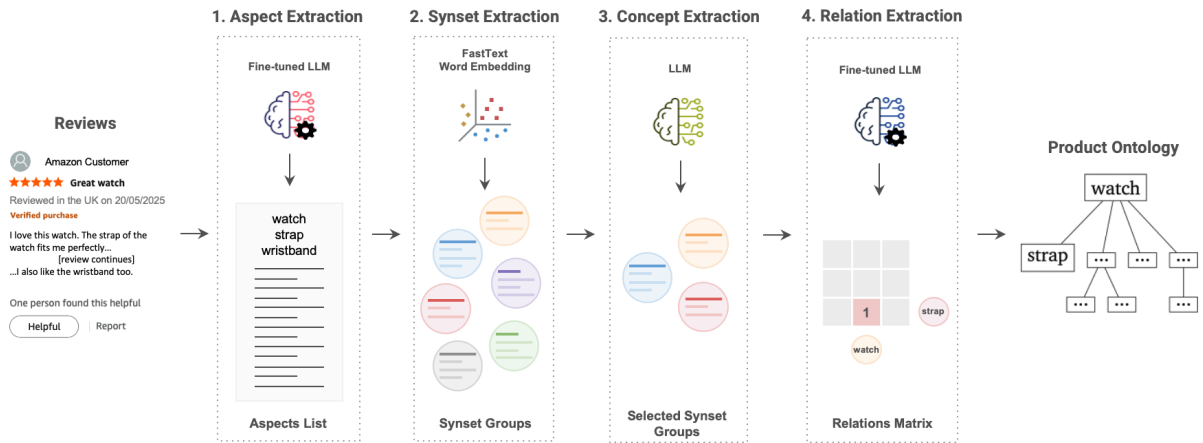 1. Aspect Extraction
2. Synset Extraction
3. Concept Extraction
4. Relation Extraction
Reviews
Amazon Customer
Great watch
Reviewed in the UK on 20/05/2025
Verified purchase
I love this watch. The strap of the
watch fits me perfectly...
[review continues]
...I also like the wristband too.
One person found this helpful
Helpful
Report
Fine-tuned LLM
watch
strap
wristband
Aspects List
FastText
Word Embedding
Synset Groups
LLM
Selected Synset
Groups
Fine-tuned LLM
1
strap
watch
Relations Matrix
Product Ontology
watch
strap
...
...
...
...
...
...